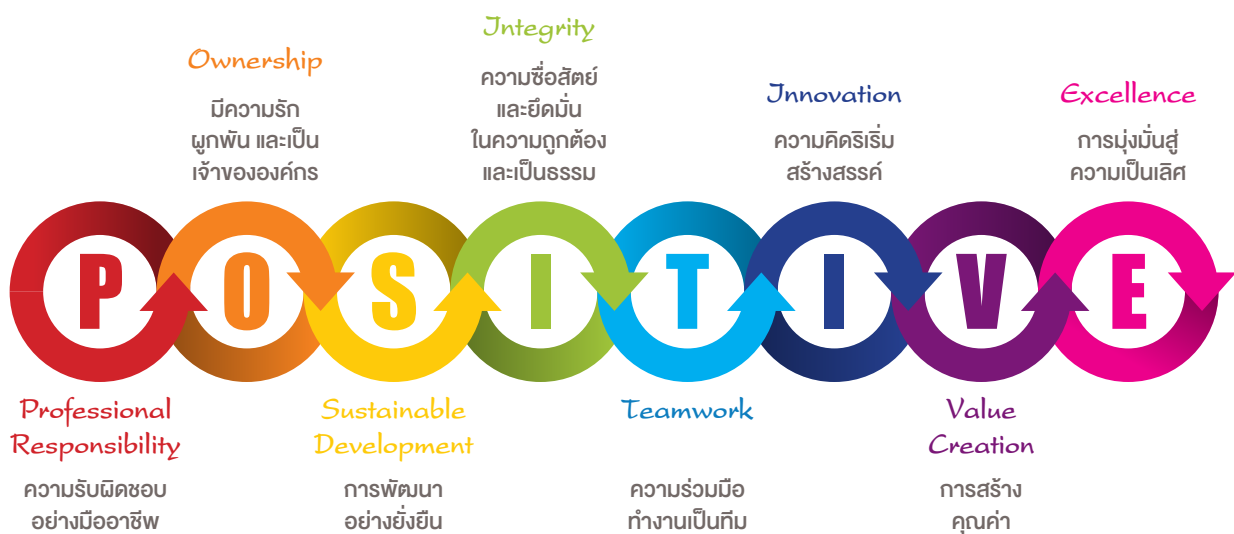 Ownership
มีความรัก
ผูกพัน และเป็น
เจ้าขององค์กร
Integrity
ความซื่อสัตย์
และยึดมั่น
ในความถูกต้อง
และเป็นธรรม
Innovation
ความคิดริเริ่ม
สร้างสรรค์
Excellence
การมุ่งมั่นสู่
ความเป็นเลิศ
P O S I T I V E
Professional
Responsibility
ความรับผิดชอบ
อย่างมืออาชีพ
Sustainable
Development
การพัฒนา
อย่างยั่งยืน
Teamwork
ความร่วมมือ
ทำงานเป็นทีม
Value
Creation
การสร้าง
คุณค่า